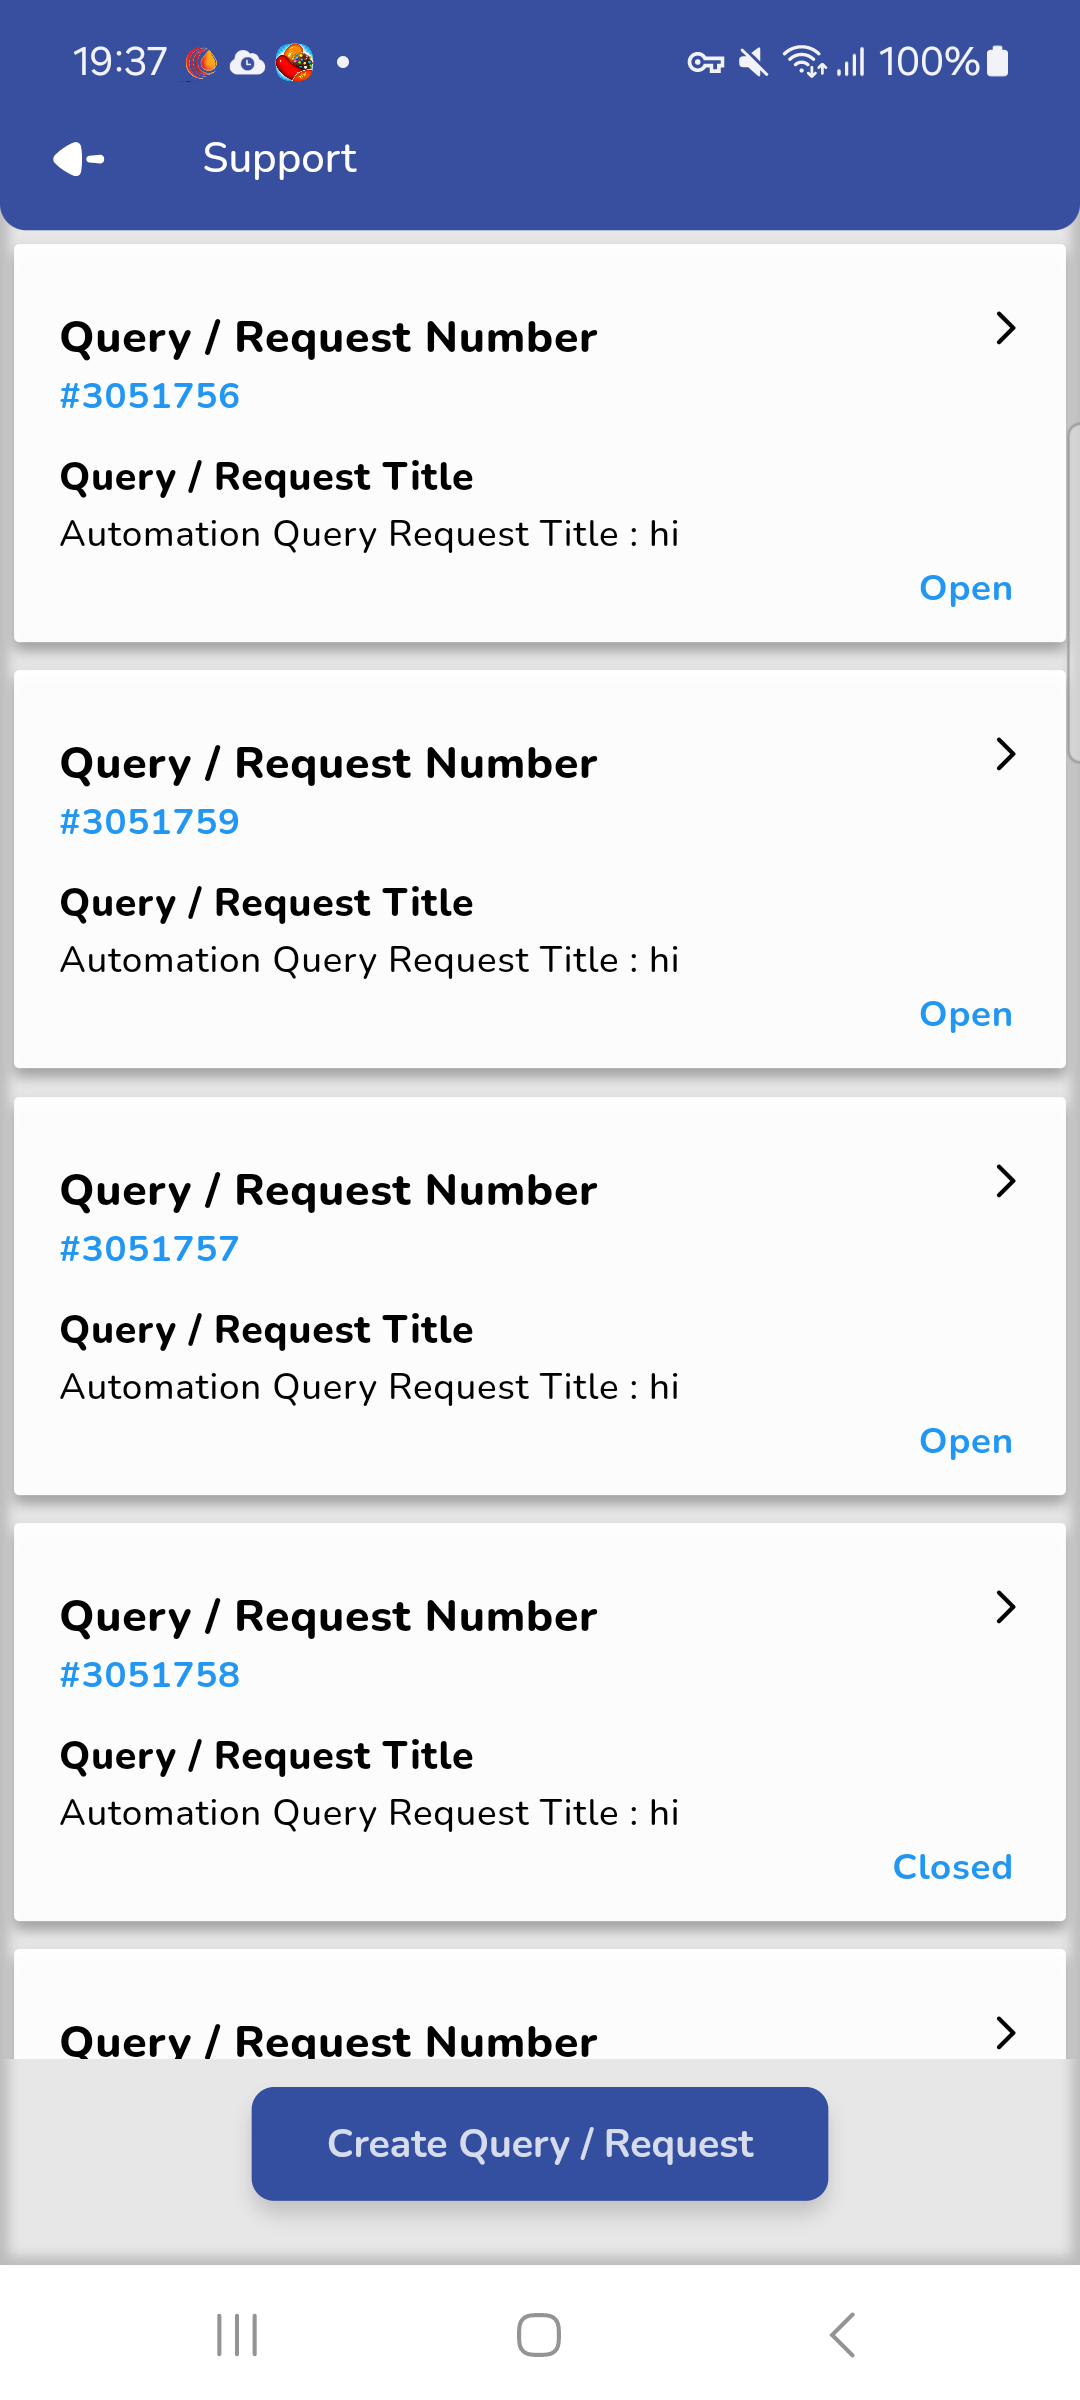 19:37
100%
Support
Query / Request Number
#3051756
Query / Request Title
Automation Query Request Title : hi
Open
Query / Request Number
#3051759
Query / Request Title
Automation Query Request Title : hi
Open
Query / Request Number
#3051757
Query / Request Title
Automation Query Request Title : hi
Open
Query / Request Number
#3051758
Query / Request Title
Automation Query Request Title : hi
Closed
Query / Request Number
Create Query / Request